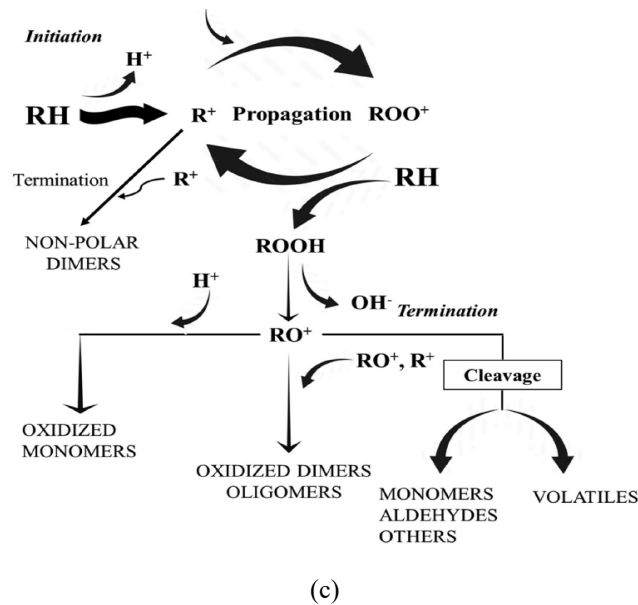 Initiation
H⁺
RH
R⁺ Propagation ROO⁺
Termination
R⁺
RH
NON-POLAR
DIMERS
ROOH
H⁺
OH⁻
Termination
RO⁺
RO⁺, R⁺
Cleavage
OXIDIZED
MONOMERS
OXIDIZED DIMERS
OLIGOMERS
MONOMERS
ALDEHYDES
OTHERS
VOLATILES
(c)